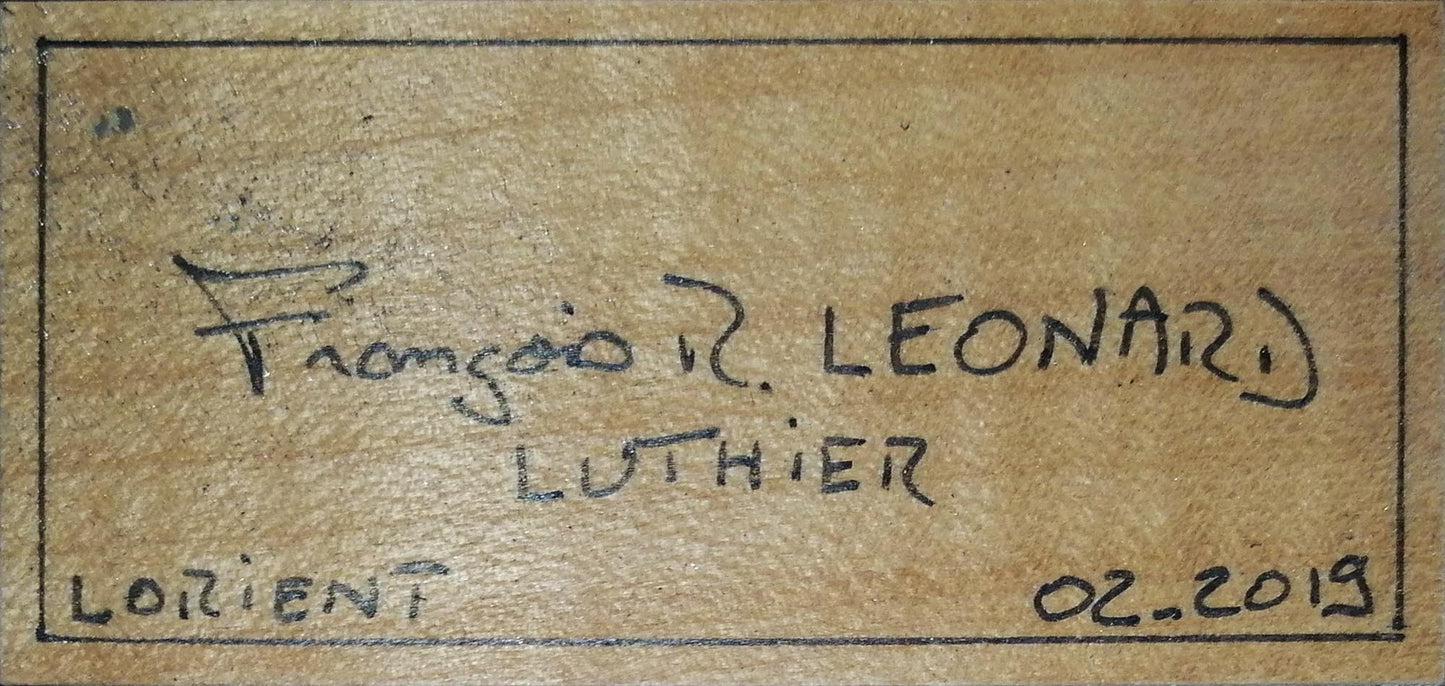 François R. LEONARD
LUTHIER
LORIENT
02-2019